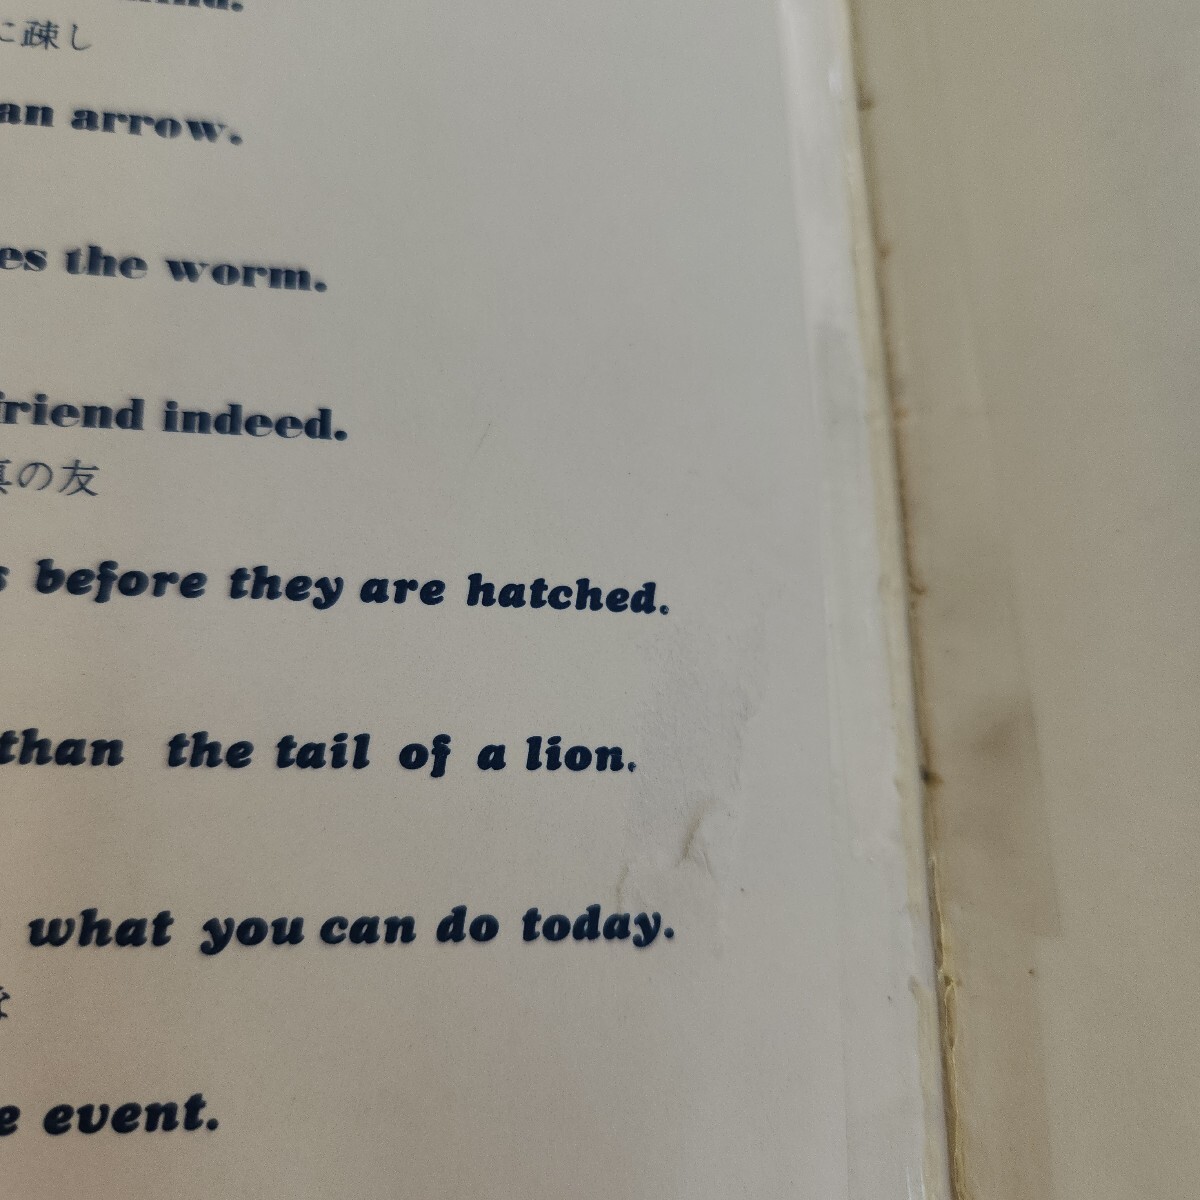 に疎し
an arrow.
es the worm.
friend indeed.
真の友
s before they are hatched.
than the tail of a lion.
what you can do today.
な
e event.